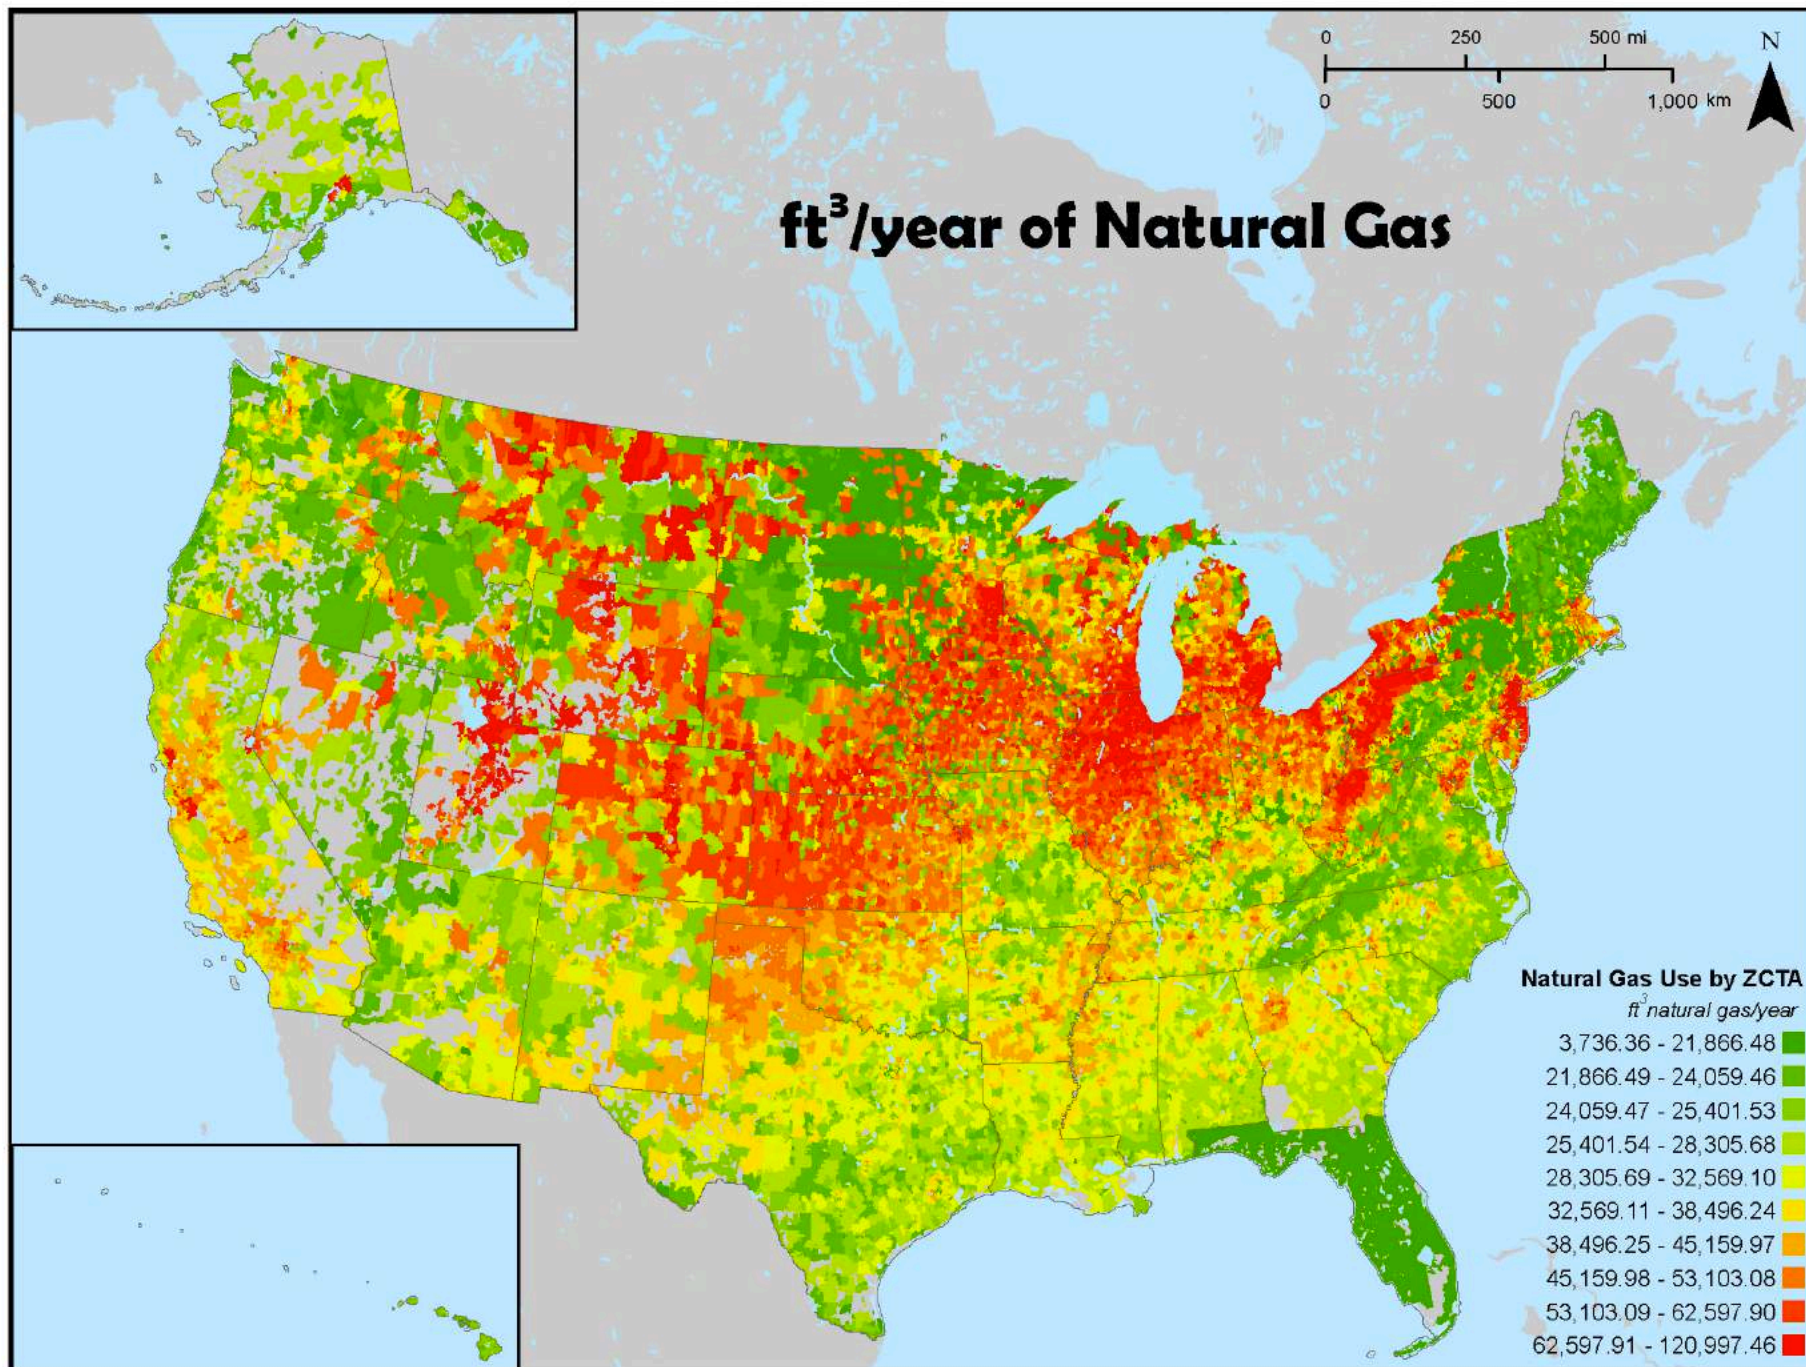 0 250 500 mi N
0 500 1,000 km
ft³/year of Natural Gas
Natural Gas Use by ZCTA
ft³ natural gas/year
3,736.36 - 21,866.48
21,866.49 - 24,059.46
24,059.47 - 25,401.53
25,401.54 - 28,305.68
28,305.69 - 32,569.10
32,569.11 - 38,496.24
38,496.25 - 45,159.97
45,159.98 - 53,103.08
53,103.09 - 62,597.90
62,597.91 - 120,997.46